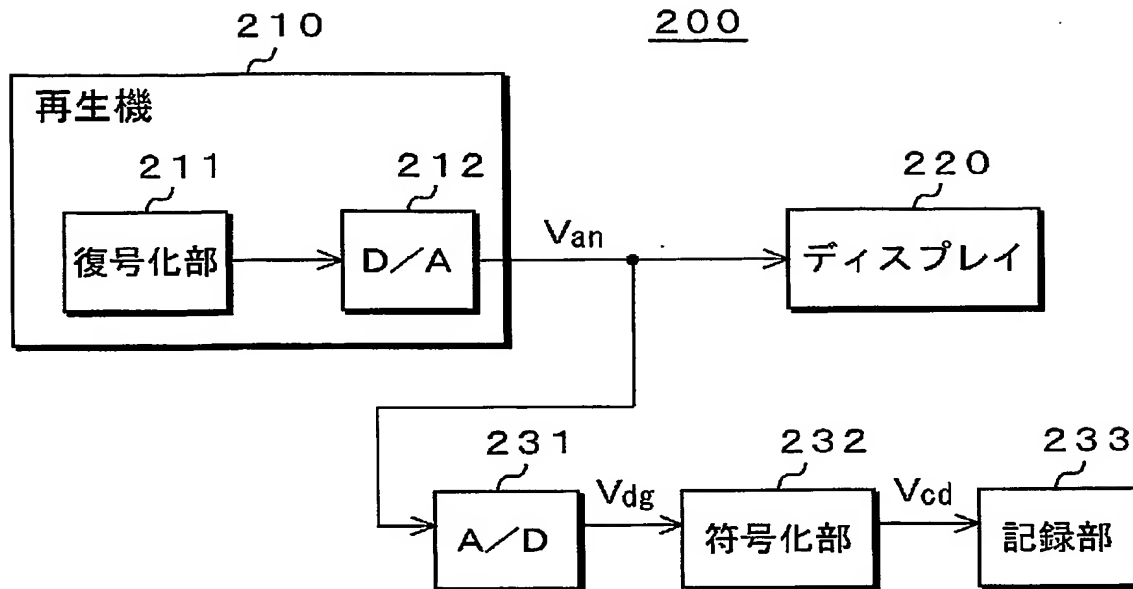 ２００
２１０
再生機
２１１
２１２
２２０
復号化部
Ｄ／Ａ
Van
ディスプレイ
２３１
２３２
２３３
Ａ／Ｄ
Vdg
符号化部
Vcd
記録部